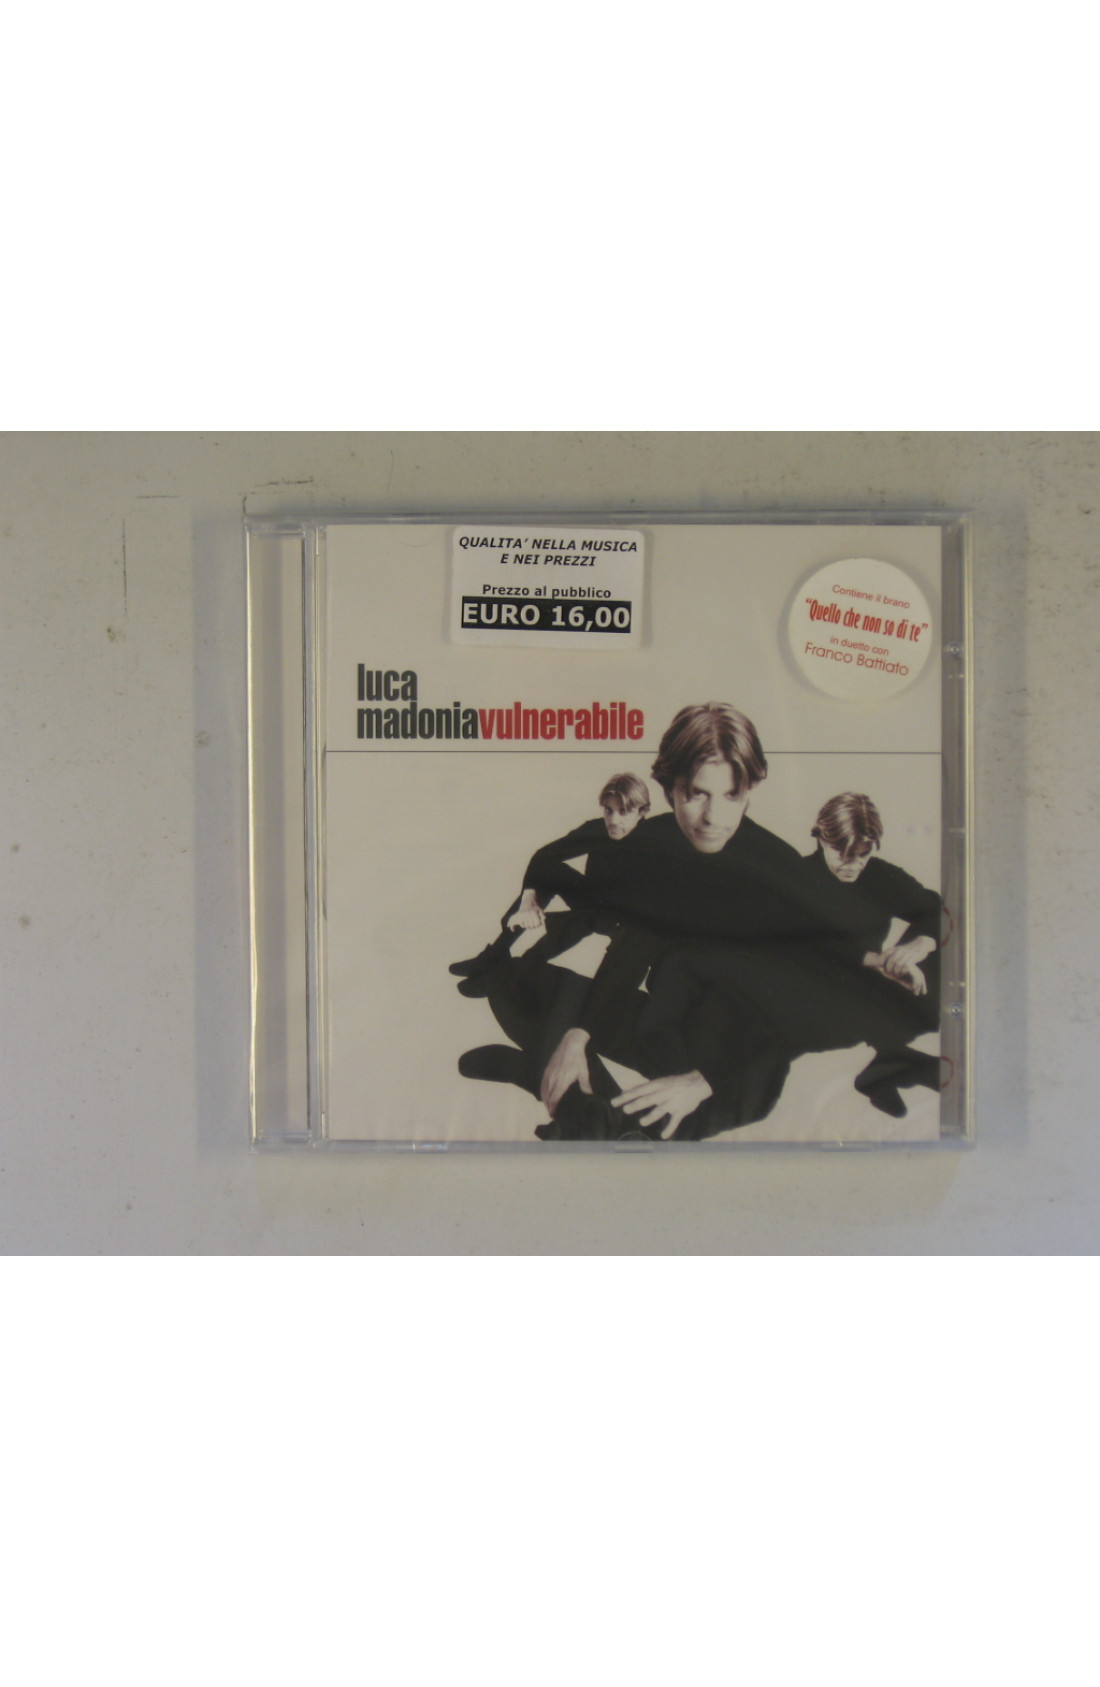 QUALITA' NELLA MUSICA
E NEI PREZZI
Prezzo al pubblico
EURO 16,00
Contiene il brano
"Quello che non so di te"
in duetto con
Franco Battiato
luca
madoniavulnerabile